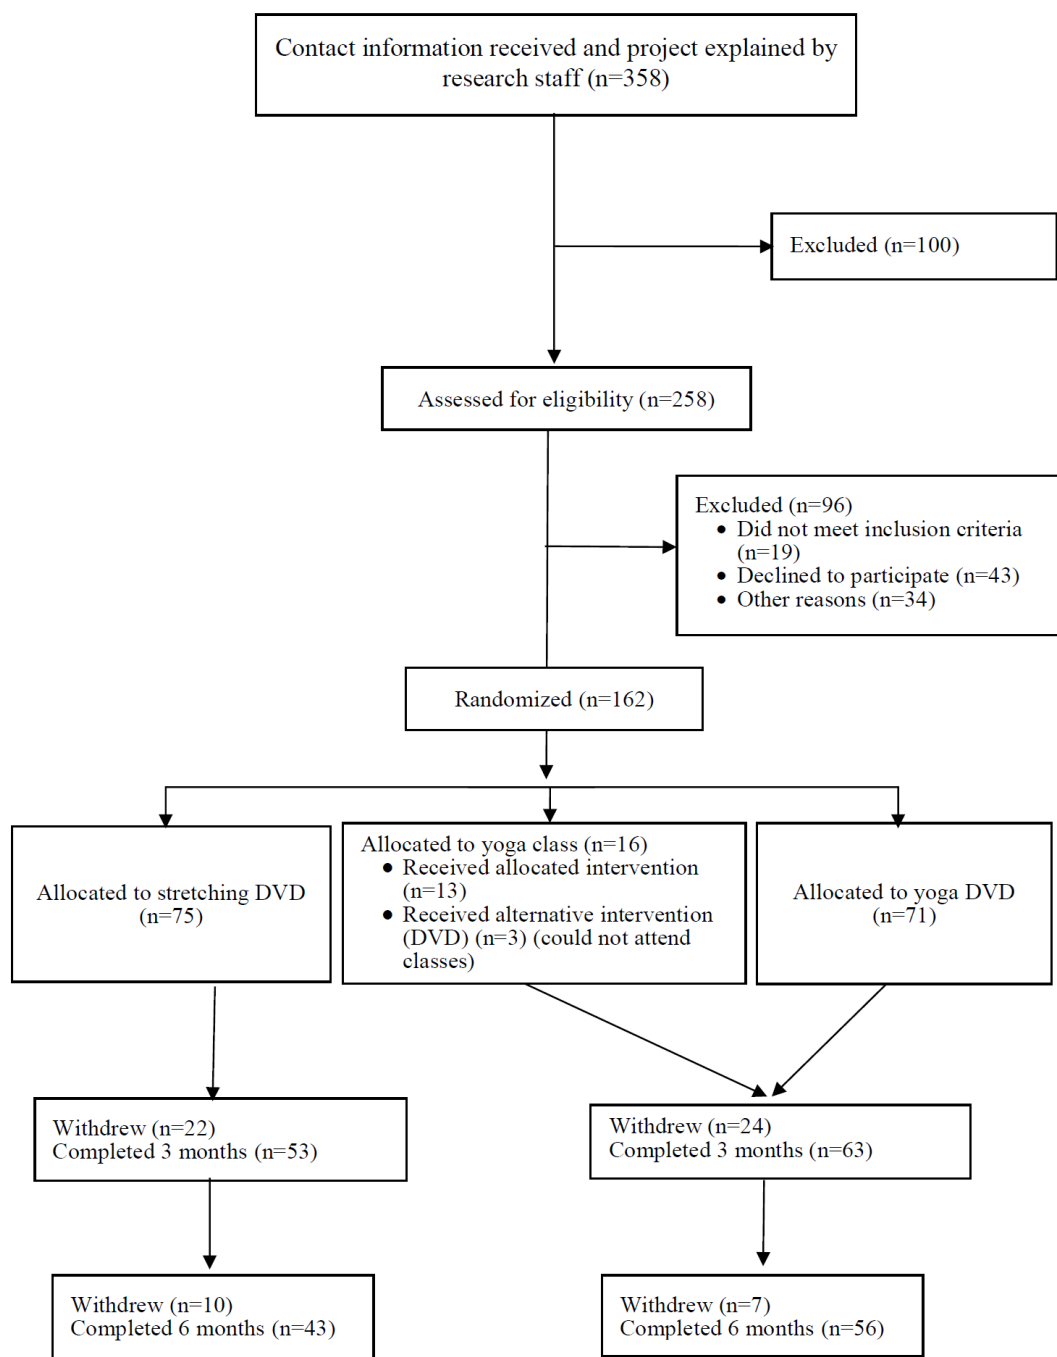 Contact information received and project explained by
research staff (n=358)
Excluded (n=100)
Assessed for eligibility (n=258)
Excluded (n=96)
• Did not meet inclusion criteria
(n=19)
• Declined to participate (n=43)
• Other reasons (n=34)
Randomized (n=162)
Allocated to stretching DVD
(n=75)
Allocated to yoga class (n=16)
• Received allocated intervention
(n=13)
• Received alternative intervention
(DVD) (n=3) (could not attend
classes)
Allocated to yoga DVD
(n=71)
Withdrew (n=22)
Completed 3 months (n=53)
Withdrew (n=24)
Completed 3 months (n=63)
Withdrew (n=10)
Completed 6 months (n=43)
Withdrew (n=7)
Completed 6 months (n=56)